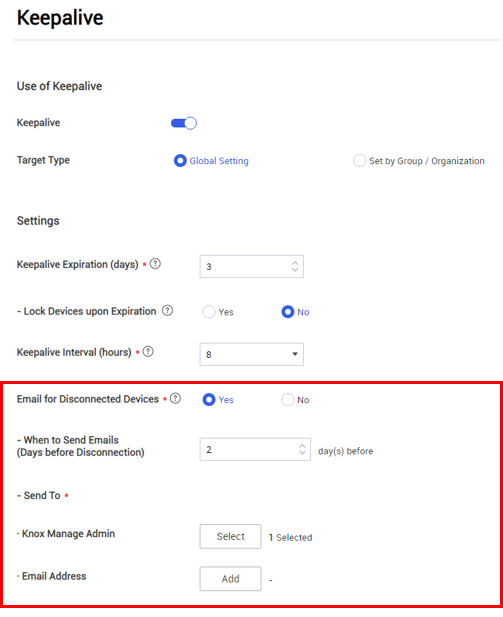 Keepalive
Use of Keepalive
Keepalive
Target Type Global Setting Set by Group / Organization
Settings
Keepalive Expiration (days) * ? 3
- Lock Devices upon Expiration ? Yes No
Keepalive Interval (hours) * ? 8
Email for Disconnected Devices * ? Yes No
- When to Send Emails
(Days before Disconnection) 2 day(s) before
- Send To *
· Knox Manage Admin Select 1 Selected
· Email Address Add -